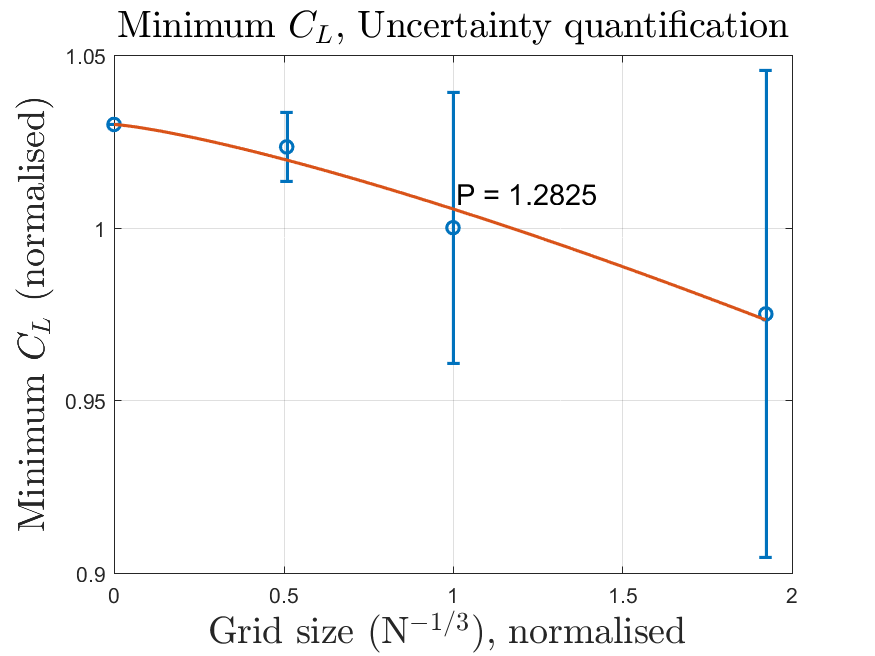 Minimum $C_L$, Uncertainty quantification
Minimum $C_L$ (normalised)
1.05
1
0.95
0.9
P = 1.2825
0
0.5
1
1.5
2
Grid size (N$^{-1/3}$), normalised